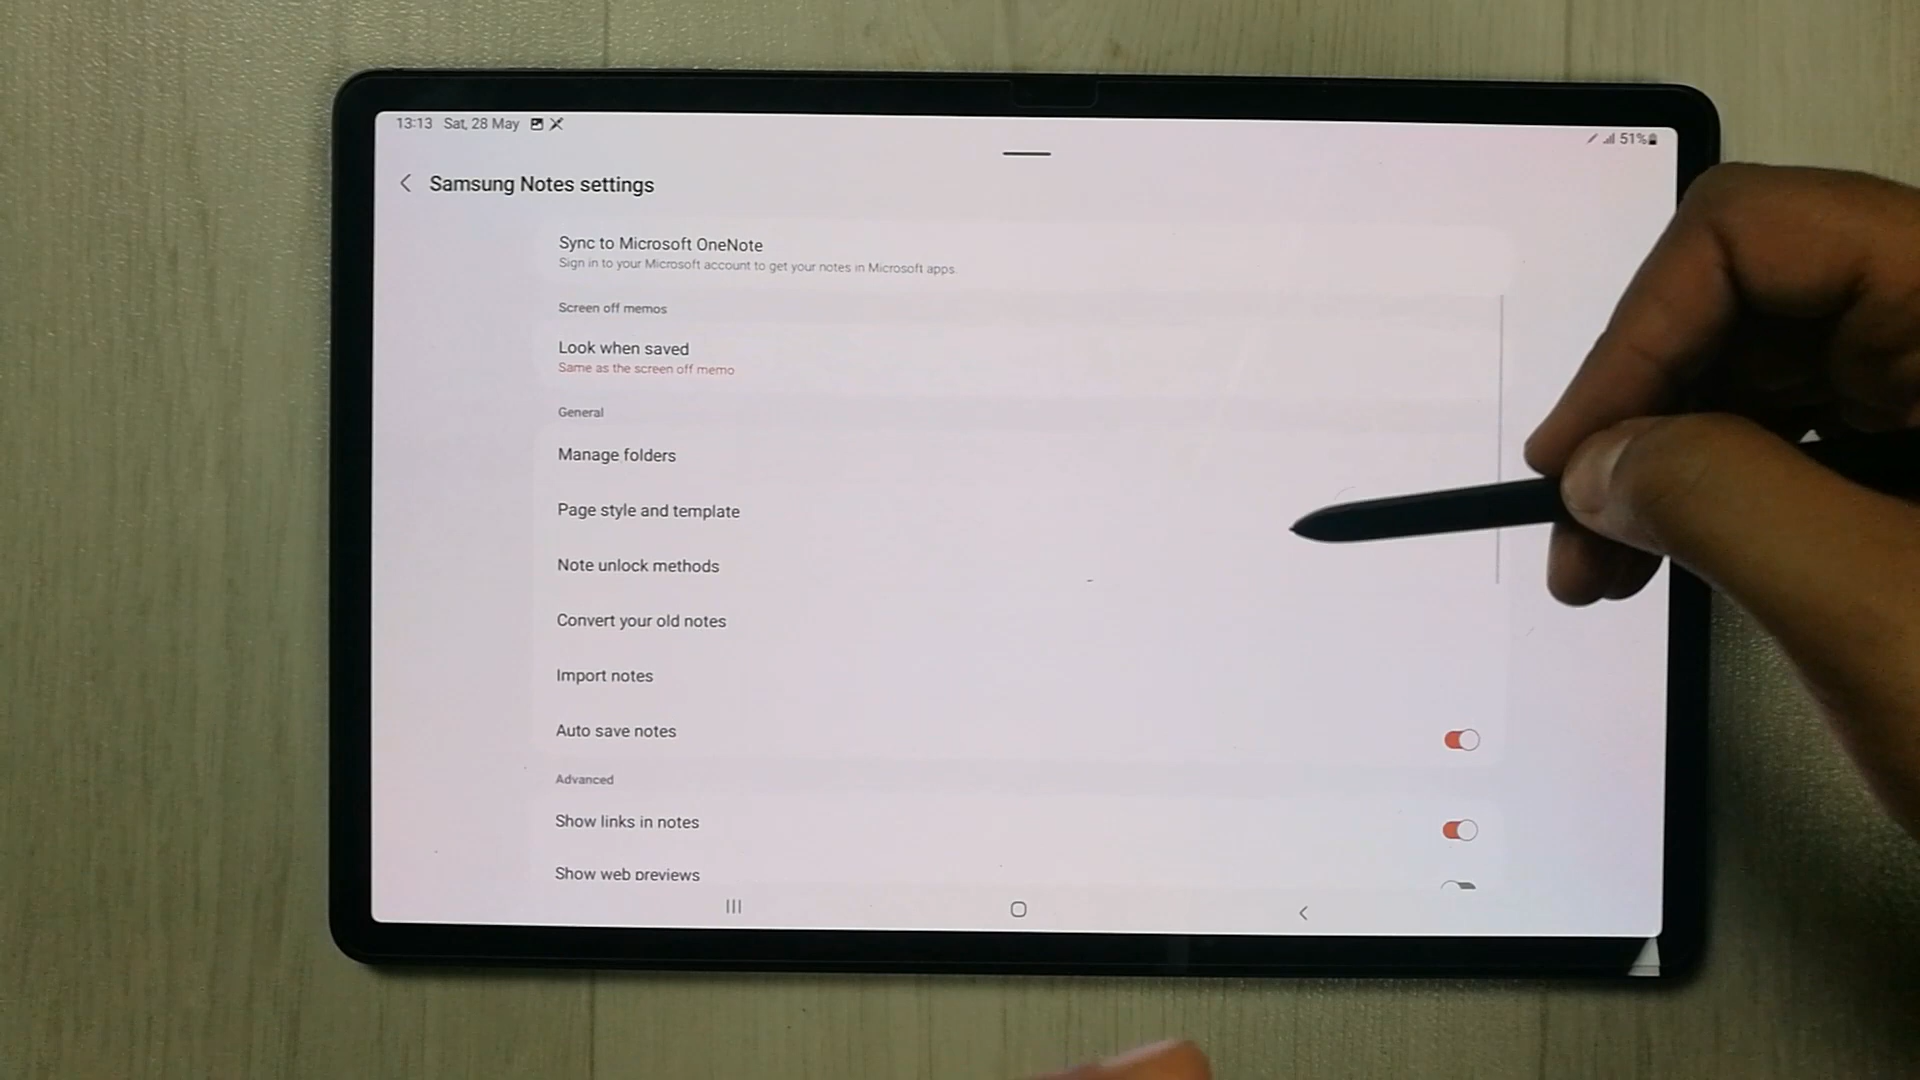 13:13 Sat, 28 May
51%
Samsung Notes settings
Sync to Microsoft OneNote
Sign in to your Microsoft account to get your notes in Microsoft apps.
Screen off memos
Look when saved
Same as the screen off memo
General
Manage folders
Page style and template
Note unlock methods
Convert your old notes
Import notes
Auto save notes
Advanced
Show links in notes
Show web previews